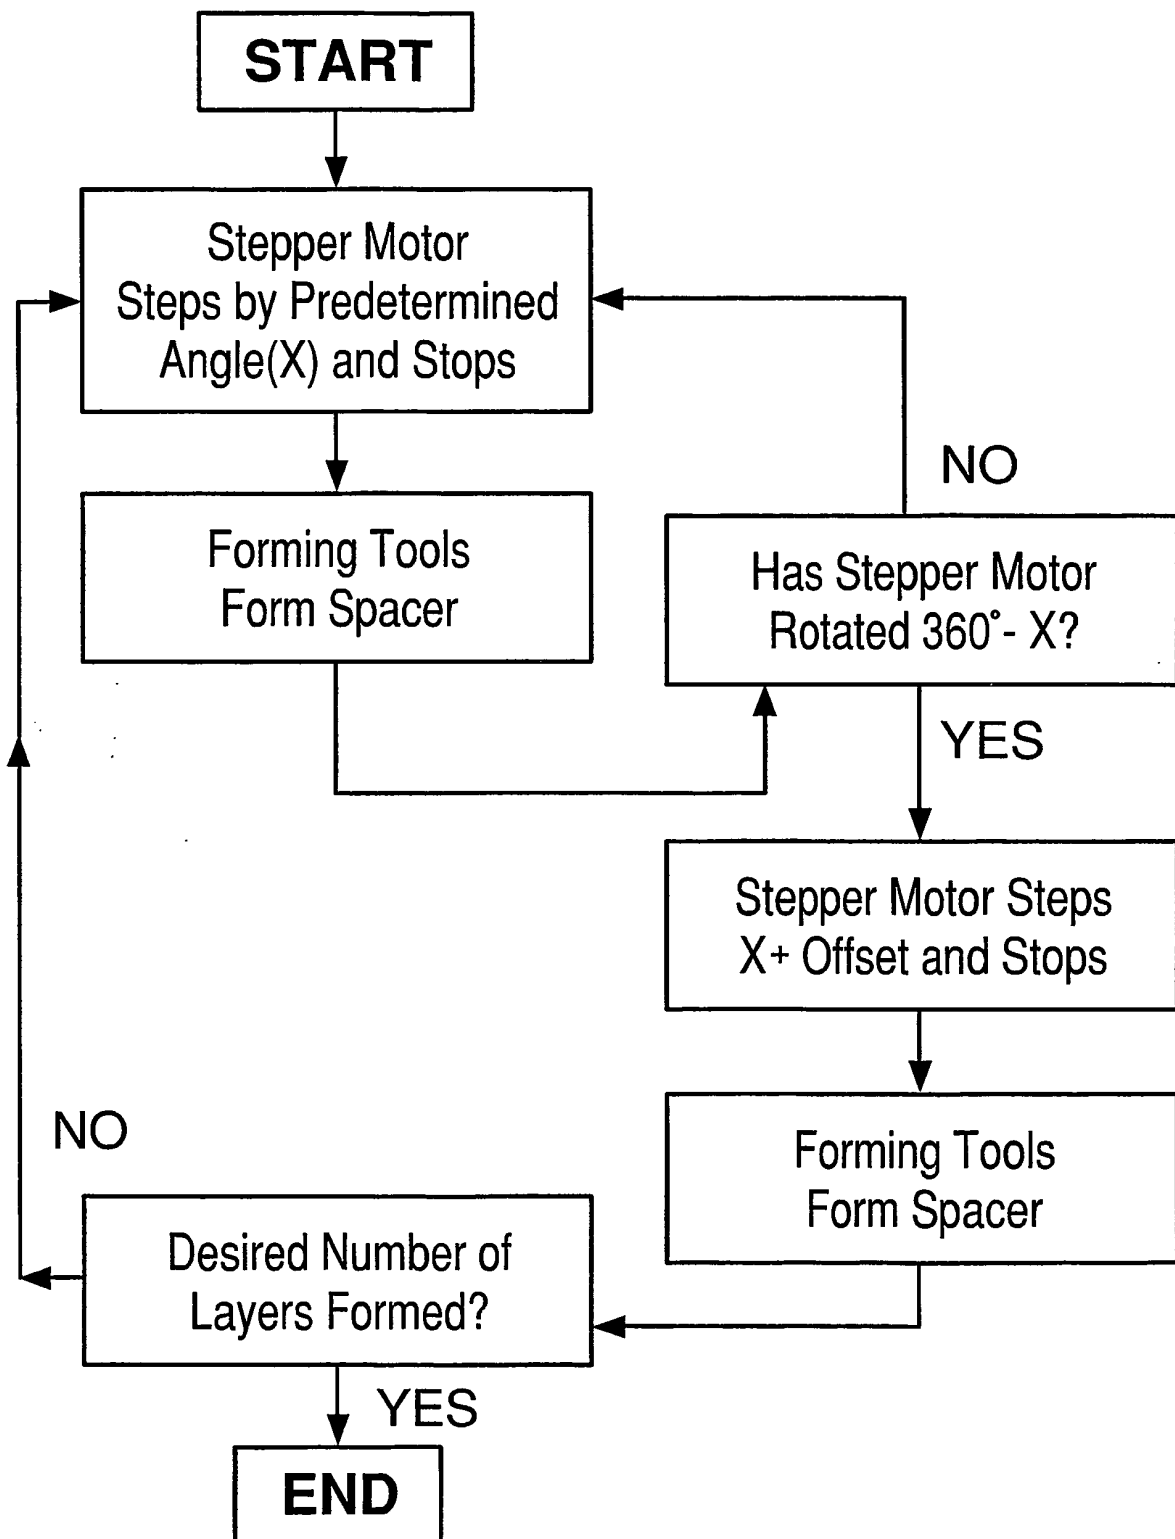 START
Stepper Motor
Steps by Predetermined
Angle(X) and Stops
NO
Forming Tools
Form Spacer
Has Stepper Motor
Rotated 360°- X?
YES
Stepper Motor Steps
X+ Offset and Stops
Forming Tools
Form Spacer
NO
Desired Number of
Layers Formed?
YES
END